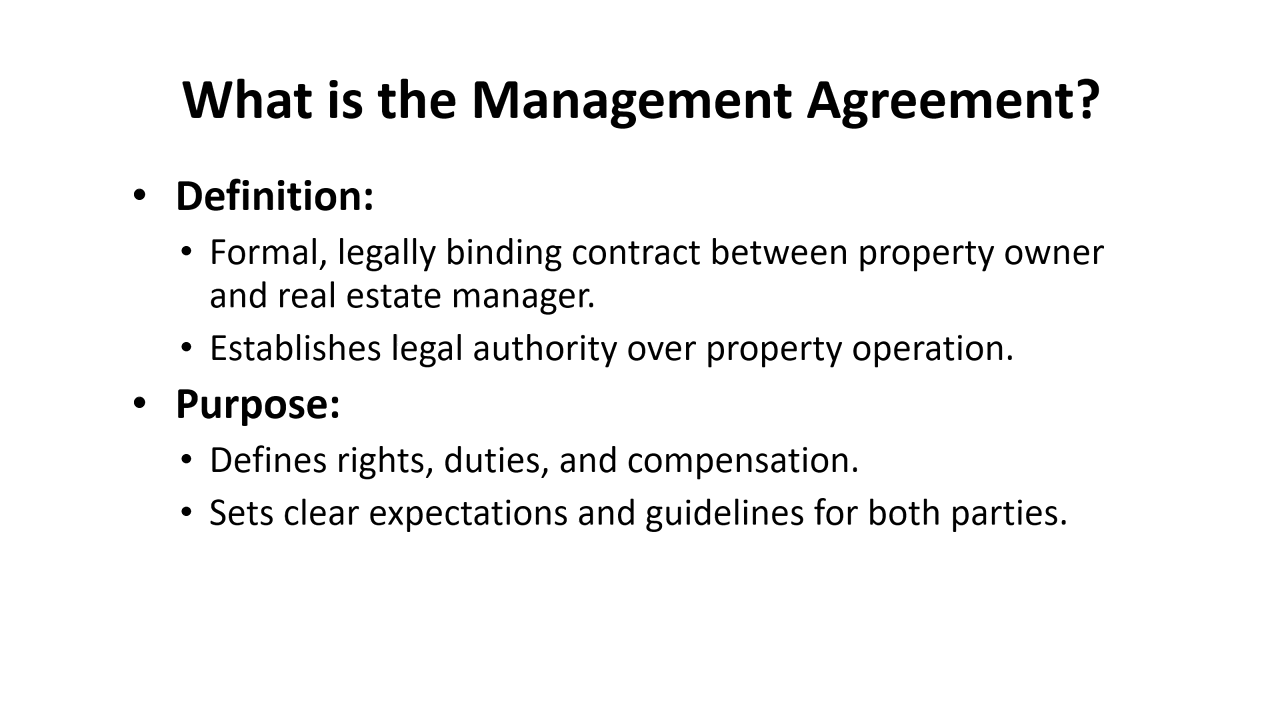 What is the Management Agreement?
• Definition:
• Formal, legally binding contract between property owner
and real estate manager.
• Establishes legal authority over property operation.
• Purpose:
• Defines rights, duties, and compensation.
• Sets clear expectations and guidelines for both parties.